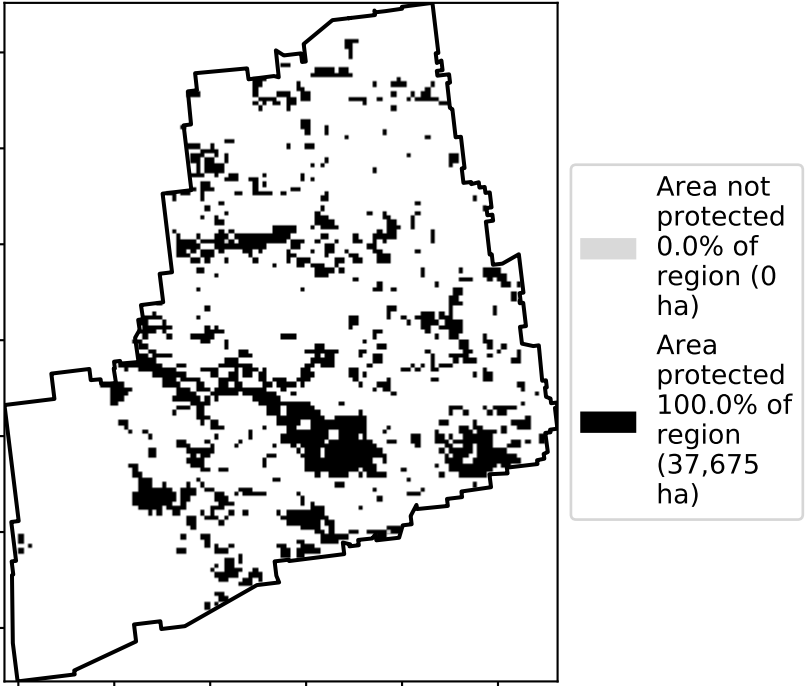 Area not
protected
0.0% of
region (0
ha)
Area
protected
100.0% of
region
(37,675
ha)